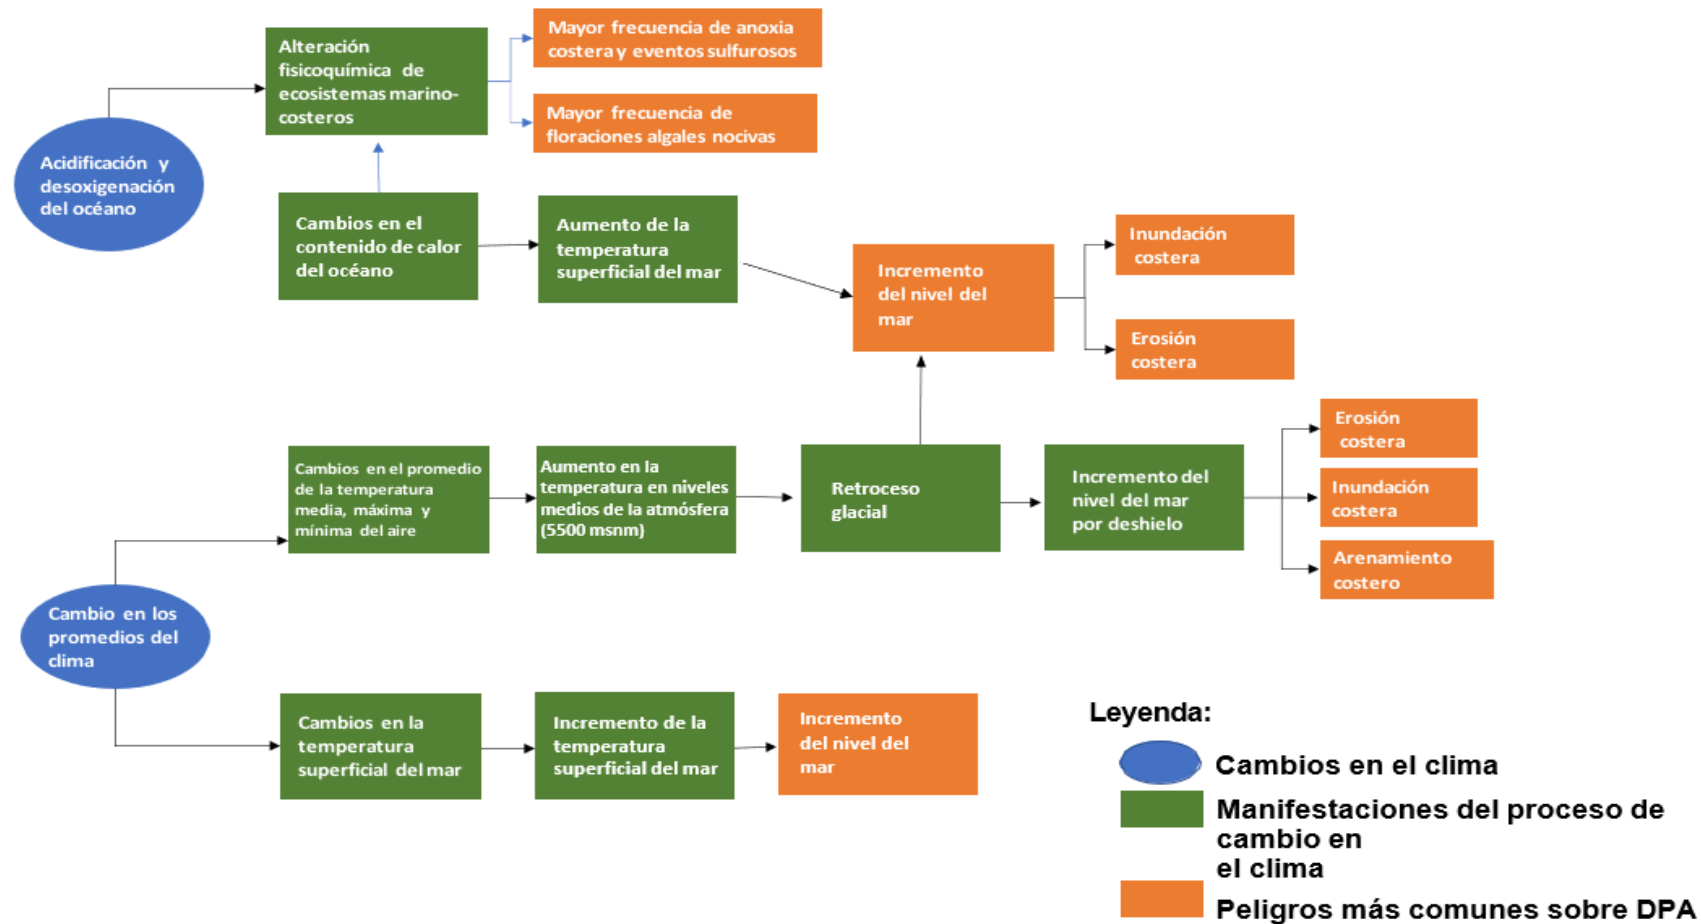 Alteración
fisicoquímica de
ecosistemas marino-
costeros
Mayor frecuencia de anoxia
costera y eventos sulfurosos
Mayor frecuencia de
floraciones algales nocivas
Acidificación y
desoxigenación
del océano
Cambios en el
contenido de calor
del océano
Aumento de la
temperatura
superficial del mar
Incremento
del nivel del
mar
Inundación
costera
Erosión
costera
Cambios en el promedio
de la temperatura
media, máxima y
mínima del aire
Aumento en la
temperatura en niveles
medios de la atmósfera
(5500 msnm)
Retroceso
glacial
Incremento del
nivel del mar
por deshielo
Erosión
costera
Inundación
costera
Arenamiento
costero
Cambio en los
promedios del
clima
Cambios en la
temperatura
superficial del mar
Incremento de la
temperatura
superficial del mar
Incremento
del nivel del
mar
Leyenda:
Cambios en el clima
Manifestaciones del proceso de
cambio en
el clima
Peligros más comunes sobre DPA